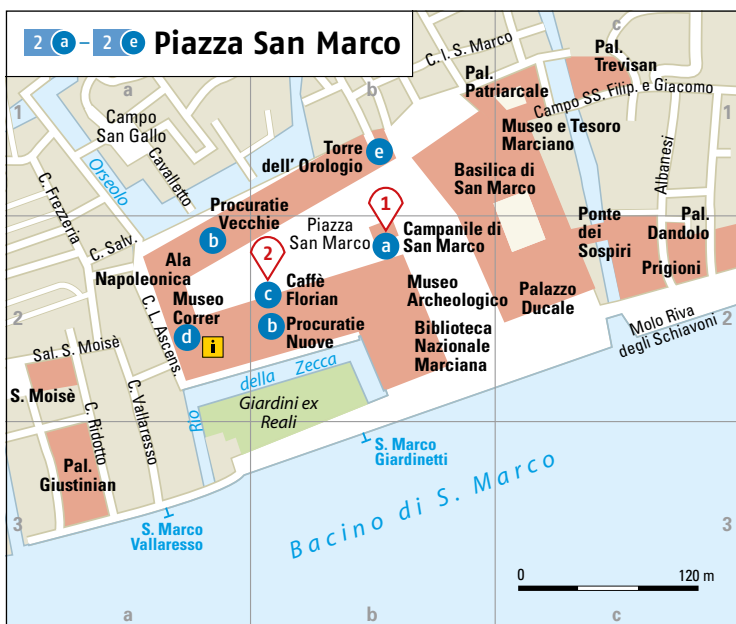 2 a – 2 e Piazza San Marco
a
b
c
C. I. S. Marco
Pal.
Trevisan
Pal.
Patriarcale
1
Campo
San Gallo
Campo SS. Filip. e Giacomo
1
Orseolo
Cavalletto
Torre
dell' Orologio
e
Museo e Tesoro
Marciano
Albanesi
C. Frezzeria
Basilica di
San Marco
Procuratie
Vecchie
b
1
Piazza
San Marco
a
Campanile di
San Marco
Ponte
dei
Sospiri
Pal.
Dandolo
C. Salv.
Ala
Napoleonica
2
c
Caffè
Florian
Museo
Archeologico
Palazzo
Ducale
Prigioni
C. L. Ascens.
Museo
Correr
d
i
b
Procuratie
Nuove
Biblioteca
Nazionale
Marciana
Molo Riva
degli Schiavoni
2
2
Sal. S. Moisè
S. Moisè
C. Ridotto
C. Vallaresso
Rio
della Zecca
Giardini ex
Reali
Pal.
Giustinian
S. Marco
Giardinetti
Bacino di S. Marco
3
S. Marco
Vallaresso
3
0
120 m
a
b
c